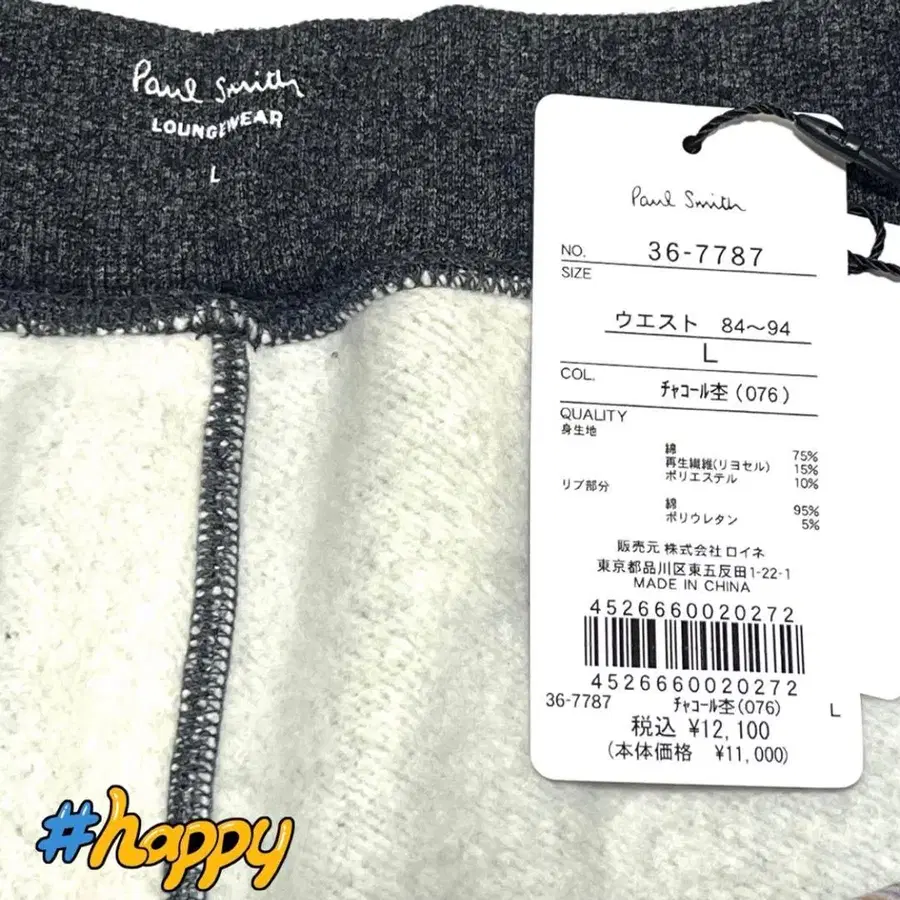 Paul Smith
LOUNGEWEAR
L
Paul Smith
NO. 36-7787
SIZE
ウエスト 84〜94
L
COL.
チャコール杢(076)
QUALITY
身生地
綿 75%
再生繊維(リヨセル) 15%
ポリエステル 10%
リブ部分
綿 95%
ポリウレタン 5%
販売元 株式会社 ロイネ
東京都品川区東五反田1-22-1
MADE IN CHINA
4526660020272
4526660020272
36-7787 チャコール杢(076) L
税込 ¥12,100
(本体価格 ¥11,000)
#happy